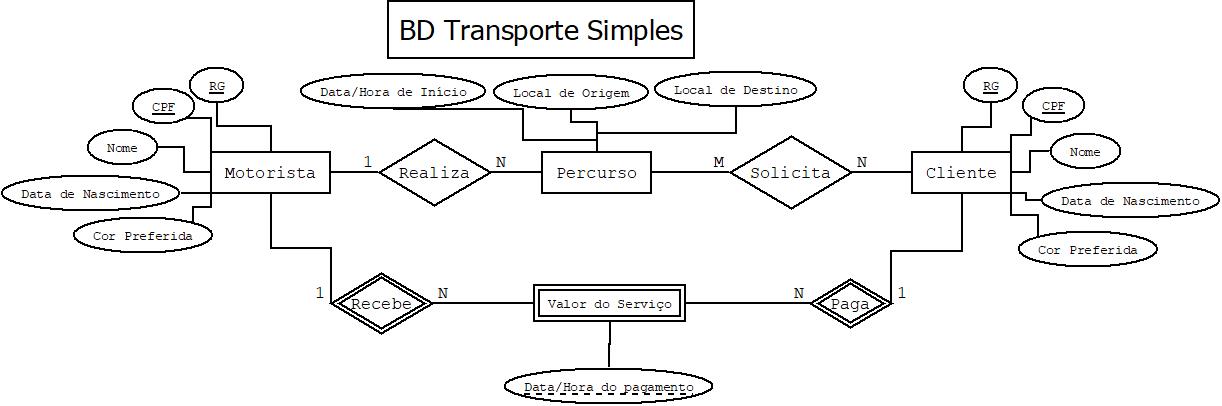 BD Transporte Simples
RG
CPF
Nome
Data de Nascimento
Cor Preferida
Motorista
1
Realiza
N
Data/Hora de Início
Local de Origem
Local de Destino
Percurso
M
Solicita
N
Cliente
RG
CPF
Nome
Data de Nascimento
Cor Preferida
1
Recebe
N
Valor do Serviço
N
Paga
1
Data/Hora do pagamento